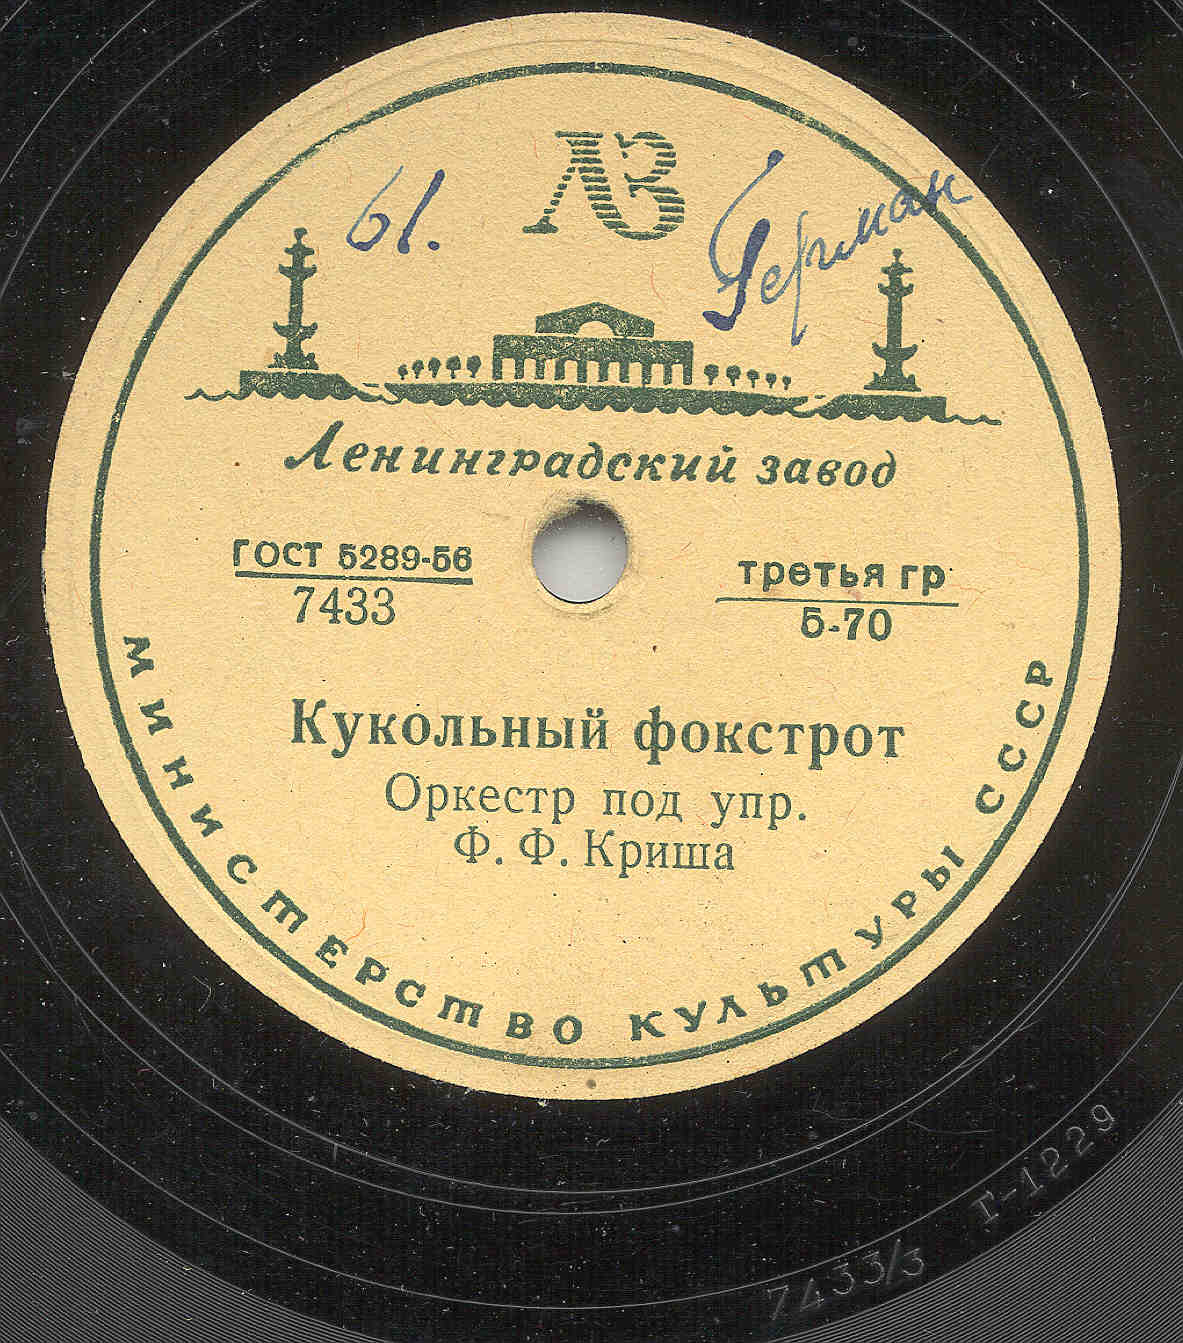 ЛЗ
61.
Герман
Ленинградский завод
ГОСТ 5289-56
7433
третья гр
5-70
Кукольный фокстрот
Оркестр под упр.
Ф. Ф. Криша
МИНИСТЕРСТВО КУЛЬТУРЫ СССР
7433/3 Г-1229